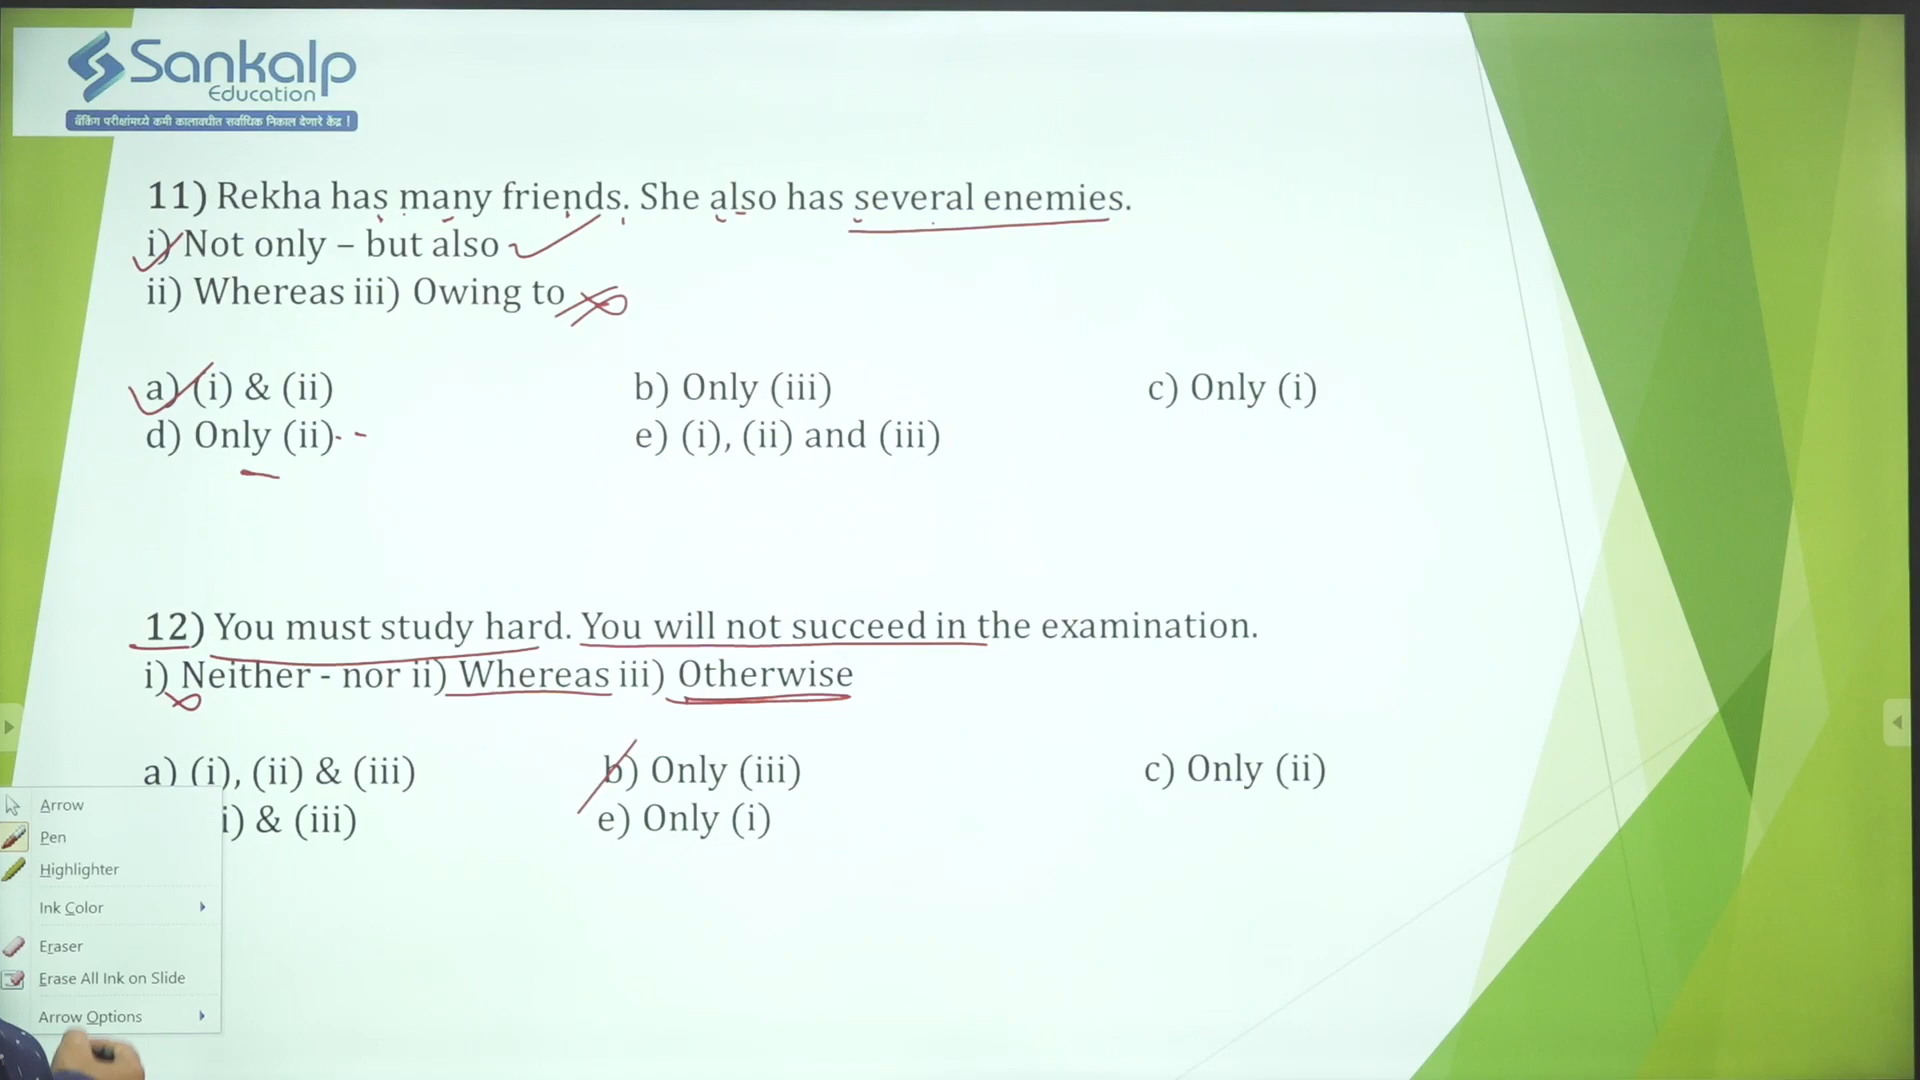 Sankalp
Education
बँकिंग परीक्षांमध्ये कमी कालावधीत सर्वाधिक निकाल देणारे केंद्र !
11) Rekha has many friends. She also has several enemies.
i) Not only – but also
ii) Whereas iii) Owing to
a) (i) & (ii) b) Only (iii) c) Only (i)
d) Only (ii) e) (i), (ii) and (iii)
12) You must study hard. You will not succeed in the examination.
i) Neither - nor ii) Whereas iii) Otherwise
a) (i), (ii) & (iii) b) Only (iii) c) Only (ii)
i) & (iii) e) Only (i)
Arrow
Pen
Highlighter
Ink Color
Eraser
Erase All Ink on Slide
Arrow Options